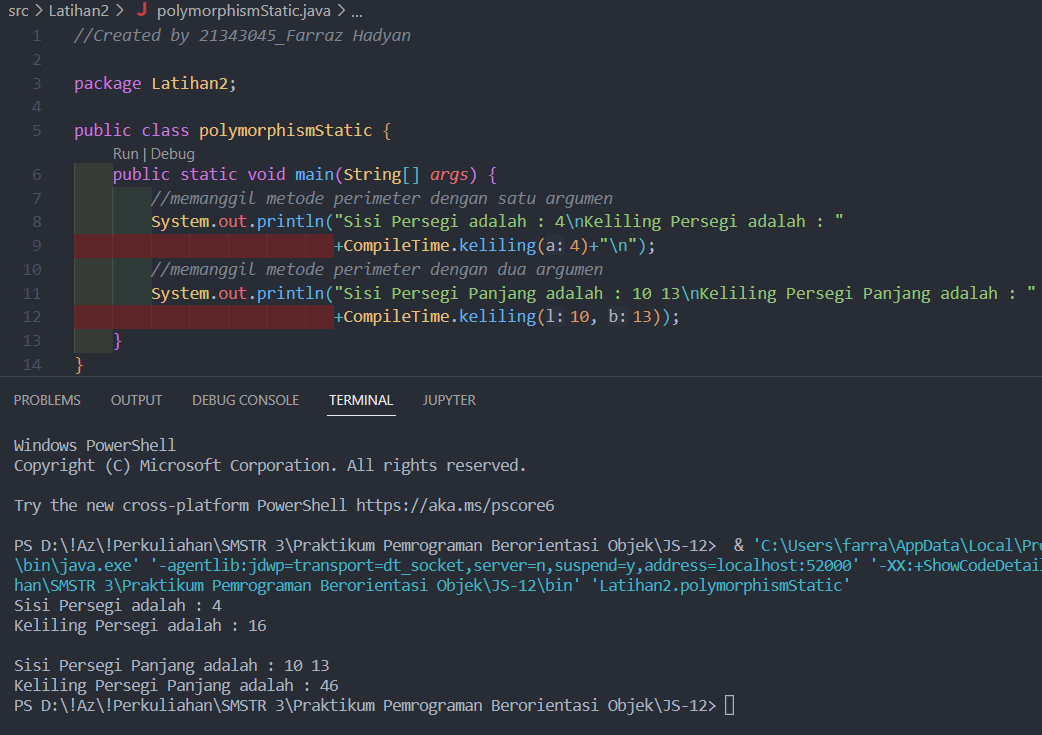 src > Latihan2 > J polymorphismStatic.java > ...
1 //Created by 21343045_Farraz Hadyan
2
3 package Latihan2;
4
5 public class polymorphismStatic {
Run | Debug
6 public static void main(String[] args) {
7 //memanggil metode perimeter dengan satu argumen
8 System.out.println("Sisi Persegi adalah : 4\nKeliling Persegi adalah : "
9 +CompileTime.keliling(a: 4)+"\n");
10 //memanggil metode perimeter dengan dua argumen
11 System.out.println("Sisi Persegi Panjang adalah : 10 13\nKeliling Persegi Panjang adalah : "
12 +CompileTime.keliling(l: 10, b: 13));
13 }
14 }
PROBLEMS OUTPUT DEBUG CONSOLE TERMINAL JUPYTER
Windows PowerShell
Copyright (C) Microsoft Corporation. All rights reserved.
Try the new cross-platform PowerShell https://aka.ms/pscore6
PS D:\!Az\!Perkuliahan\SMSTR 3\Praktikum Pemrograman Berorientasi Objek\JS-12>  & 'C:\Users\farra\AppData\Local\Pro
\bin\java.exe' '-agentlib:jdwp=transport=dt_socket,server=n,suspend=y,address=localhost:52000' '-XX:+ShowCodeDetail
han\SMSTR 3\Praktikum Pemrograman Berorientasi Objek\JS-12\bin' 'Latihan2.polymorphismStatic'
Sisi Persegi adalah : 4
Keliling Persegi adalah : 16
Sisi Persegi Panjang adalah : 10 13
Keliling Persegi Panjang adalah : 46
PS D:\!Az\!Perkuliahan\SMSTR 3\Praktikum Pemrograman Berorientasi Objek\JS-12>